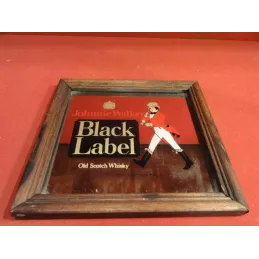 Johnnie Walker
Black
Label
Old Scotch Whisky